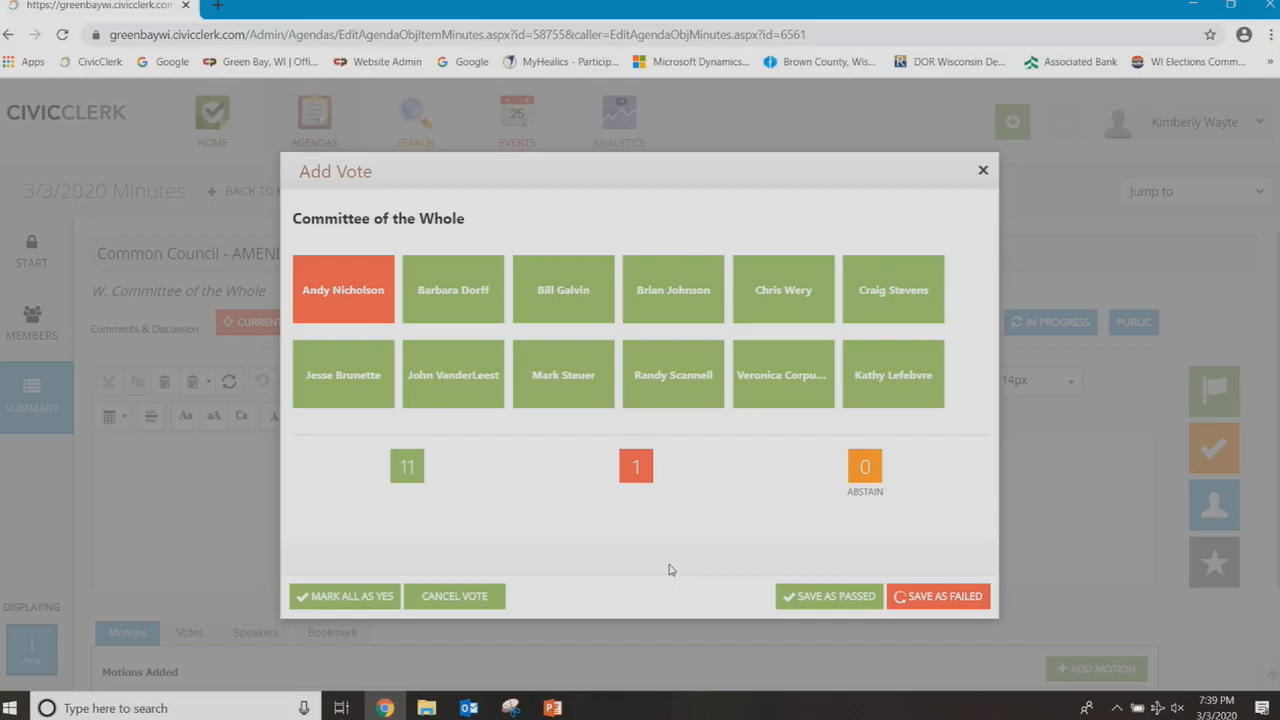 https://greenbaywi.civicclerk.com
greenbaywi.civicclerk.com/Admin/Agendas/EditAgendaObjItemMinutes.aspx?id=58755&caller=EditAgendaObjMinutes.aspx?id=6561
Apps CivicClerk Google Green Bay, WI | Offi... Website Admin Google MyHealics - Particip... Microsoft Dynamics... Brown County, Wis... DOR Wisconsin De... Associated Bank WI Elections Comm... »
CIVICCLERK
25
HOME AGENDAS SEARCH EVENTS ANALYTICS
Kimberly Wayte
Add Vote
3/3/2020 Minutes
BACK TO
Jump to
Committee of the Whole
START
Common Council - AMEND
Andy Nicholson Barbara Dorff Bill Galvin Brian Johnson Chris Wery Craig Stevens
W. Committee of the Whole
Comments & Discussion
CURRENT
IN PROGRESS
PUBLIC
MEMBERS
Jesse Brunette John VanderLeest Mark Steuer Randy Scannell Veronica Corpu... Kathy Lefebvre
14px
SUMMARY
Aa Aa Ca A
11 1 0
ABSTAIN
MARK ALL AS YES CANCEL VOTE SAVE AS PASSED SAVE AS FAILED
DISPLAYING
ITEM
Motions Votes Speakers Bookmark
Motions Added
+ ADD MOTION
Type here to search
7:39 PM
3/3/2020